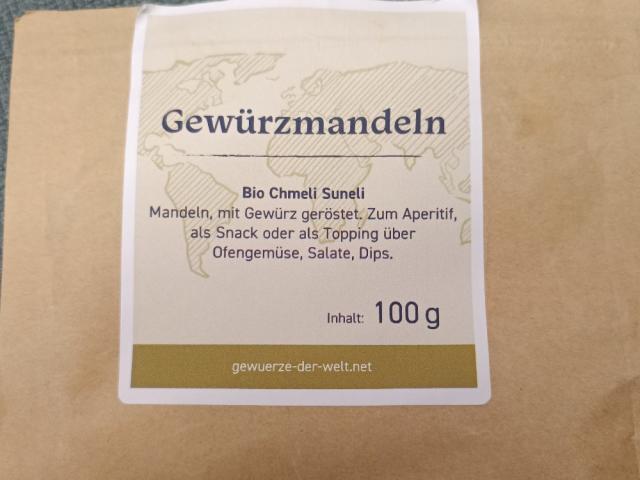 Gewürzmandeln
Bio Chmeli Suneli
Mandeln, mit Gewürz geröstet. Zum Aperitif,
als Snack oder als Topping über
Ofengemüse, Salate, Dips.
Inhalt: 100 g
gewuerze-der-welt.net